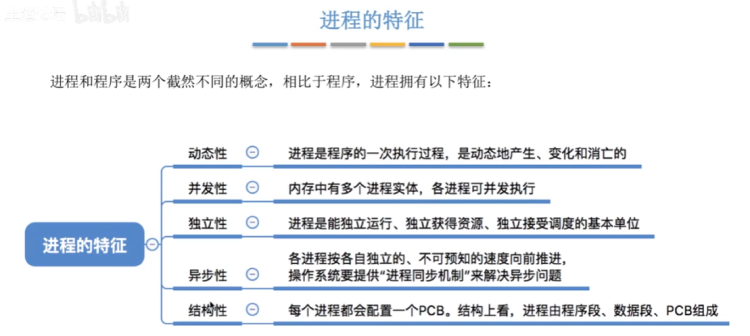 进程的特征
进程和程序是两个截然不同的概念，相比于程序，进程拥有以下特征：
进程的特征
动态性 进程是程序的一次执行过程，是动态地产生、变化和消亡的
并发性 内存中有多个进程实体，各进程可并发执行
独立性 进程是能独立运行、独立获得资源、独立接受调度的基本单位
异步性 各进程按各自独立的、不可预知的速度向前推进，
操作系统要提供“进程同步机制”来解决异步问题
结构性 每个进程都会配置一个PCB。结构上看，进程由程序段、数据段、PCB组成